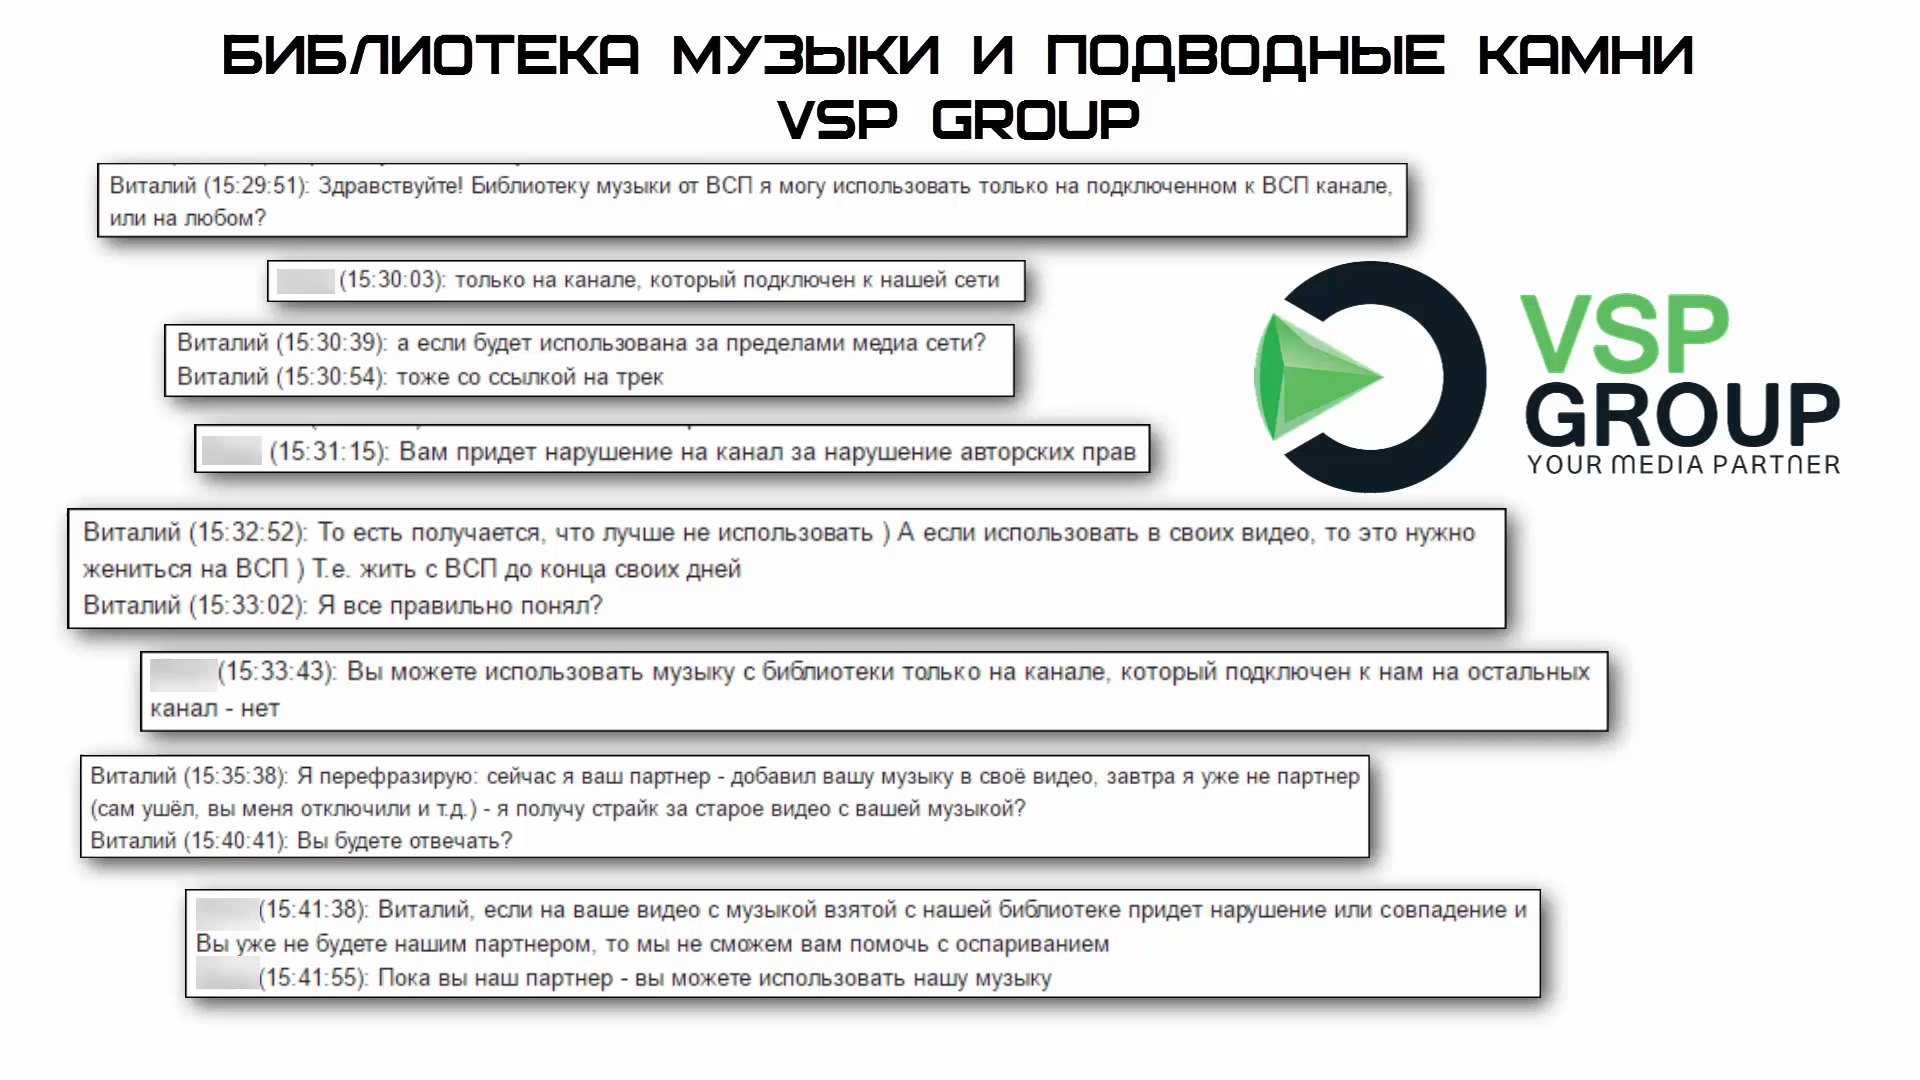 БИБЛИОТЕКА МУЗЫКИ И ПОДВОДНЫЕ КАМНИ
VSP GROUP
Виталий (15:29:51): Здравствуйте! Библиотеку музыки от ВСП я могу использовать только на подключенном к ВСП канале,
или на любом?
(15:30:03): только на канале, который подключен к нашей сети
Виталий (15:30:39): а если будет использована за пределами медиа сети?
Виталий (15:30:54): тоже со ссылкой на трек
VSP
GROUP
YOUR MEDIA PARTNER
(15:31:15): Вам придет нарушение на канал за нарушение авторских прав
Виталий (15:32:52): То есть получается, что лучше не использовать ) А если использовать в своих видео, то это нужно
жениться на ВСП ) Т.е. жить с ВСП до конца своих дней
Виталий (15:33:02): Я все правильно понял?
(15:33:43): Вы можете использовать музыку с библиотеки только на канале, который подключен к нам на остальных
канал - нет
Виталий (15:35:38): Я перефразирую: сейчас я ваш партнер - добавил вашу музыку в своё видео, завтра я уже не партнер
(сам ушёл, вы меня отключили и т.д.) - я получу страйк за старое видео с вашей музыкой?
Виталий (15:40:41): Вы будете отвечать?
(15:41:38): Виталий, если на ваше видео с музыкой взятой с нашей библиотеке придет нарушение или совпадение и
Вы уже не будете нашим партнером, то мы не сможем вам помочь с оспариванием
(15:41:55): Пока вы наш партнер - вы можете использовать нашу музыку